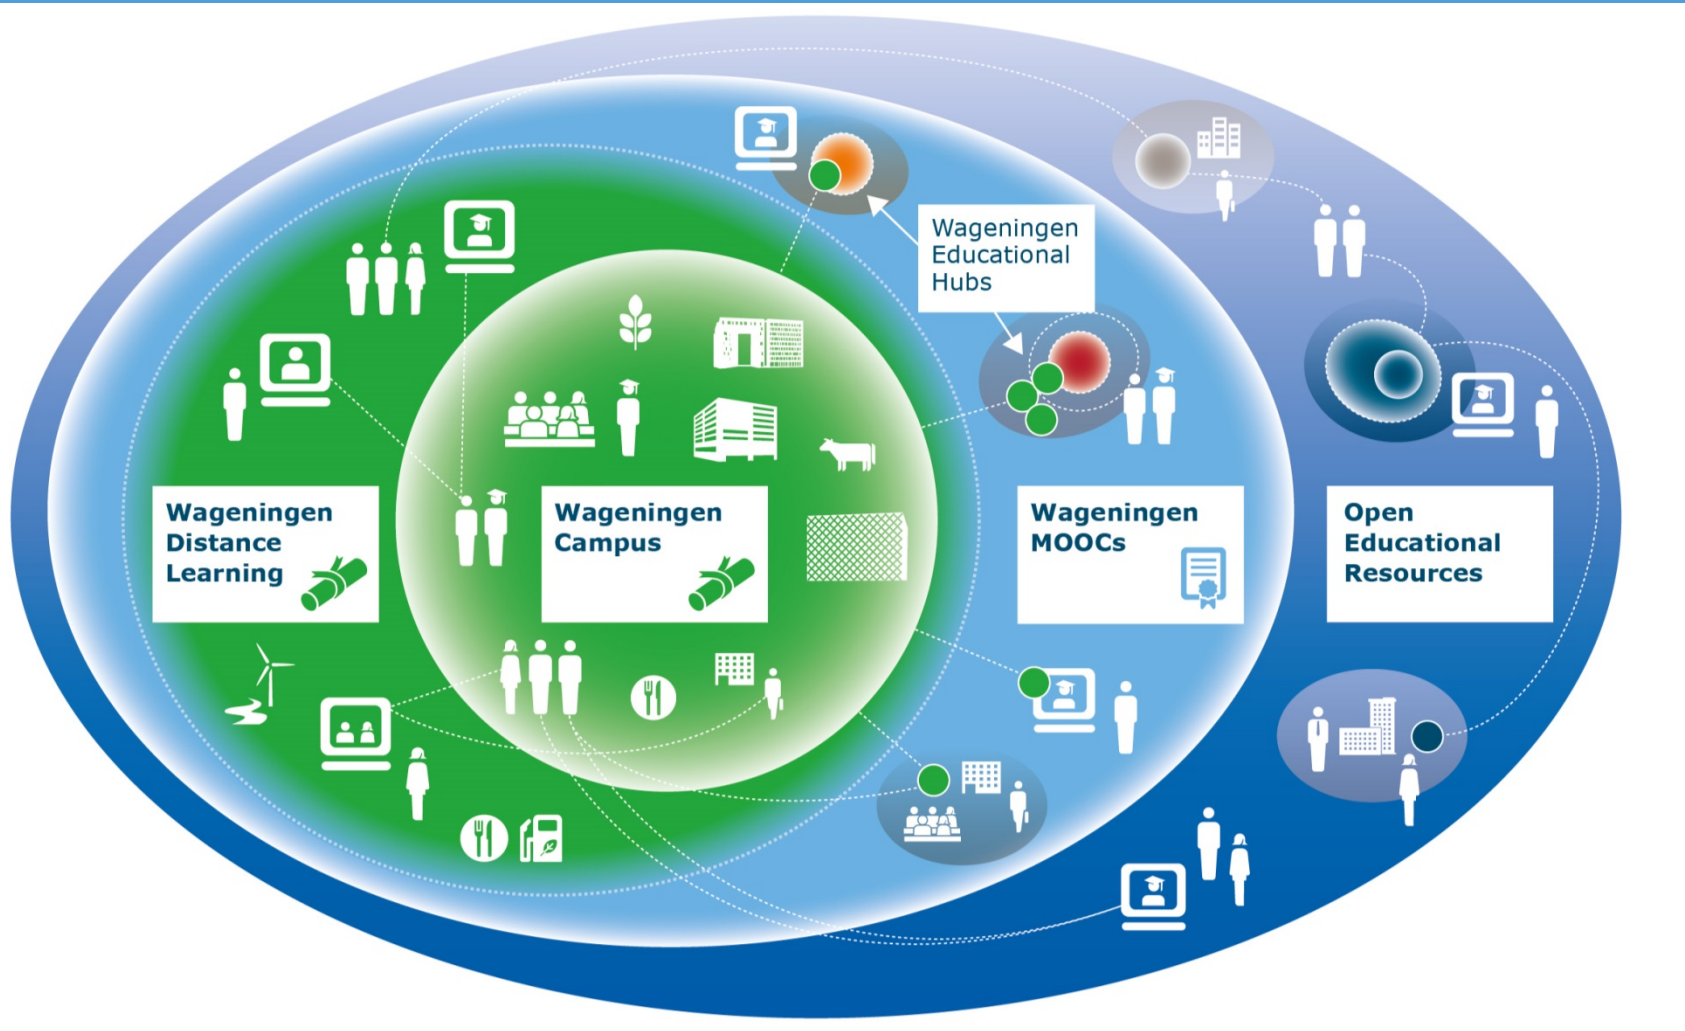 Wageningen
Educational
Hubs
Wageningen
Distance
Learning
Wageningen
Campus
Wageningen
MOOCs
Open
Educational
Resources